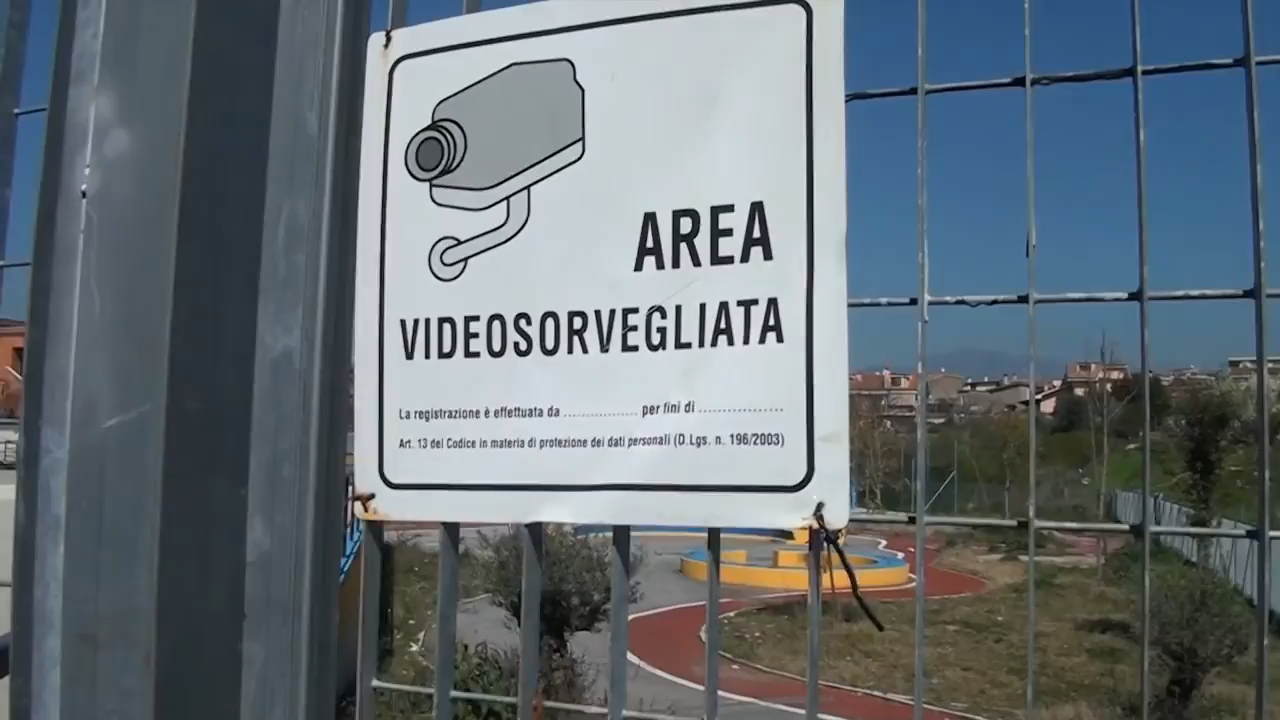 AREA
VIDEOSORVEGLIATA
La registrazione è effettuata da .................. per fini di .....................
Art. 13 del Codice in materia di protezione dei dati personali (D.Lgs. n. 196/2003)